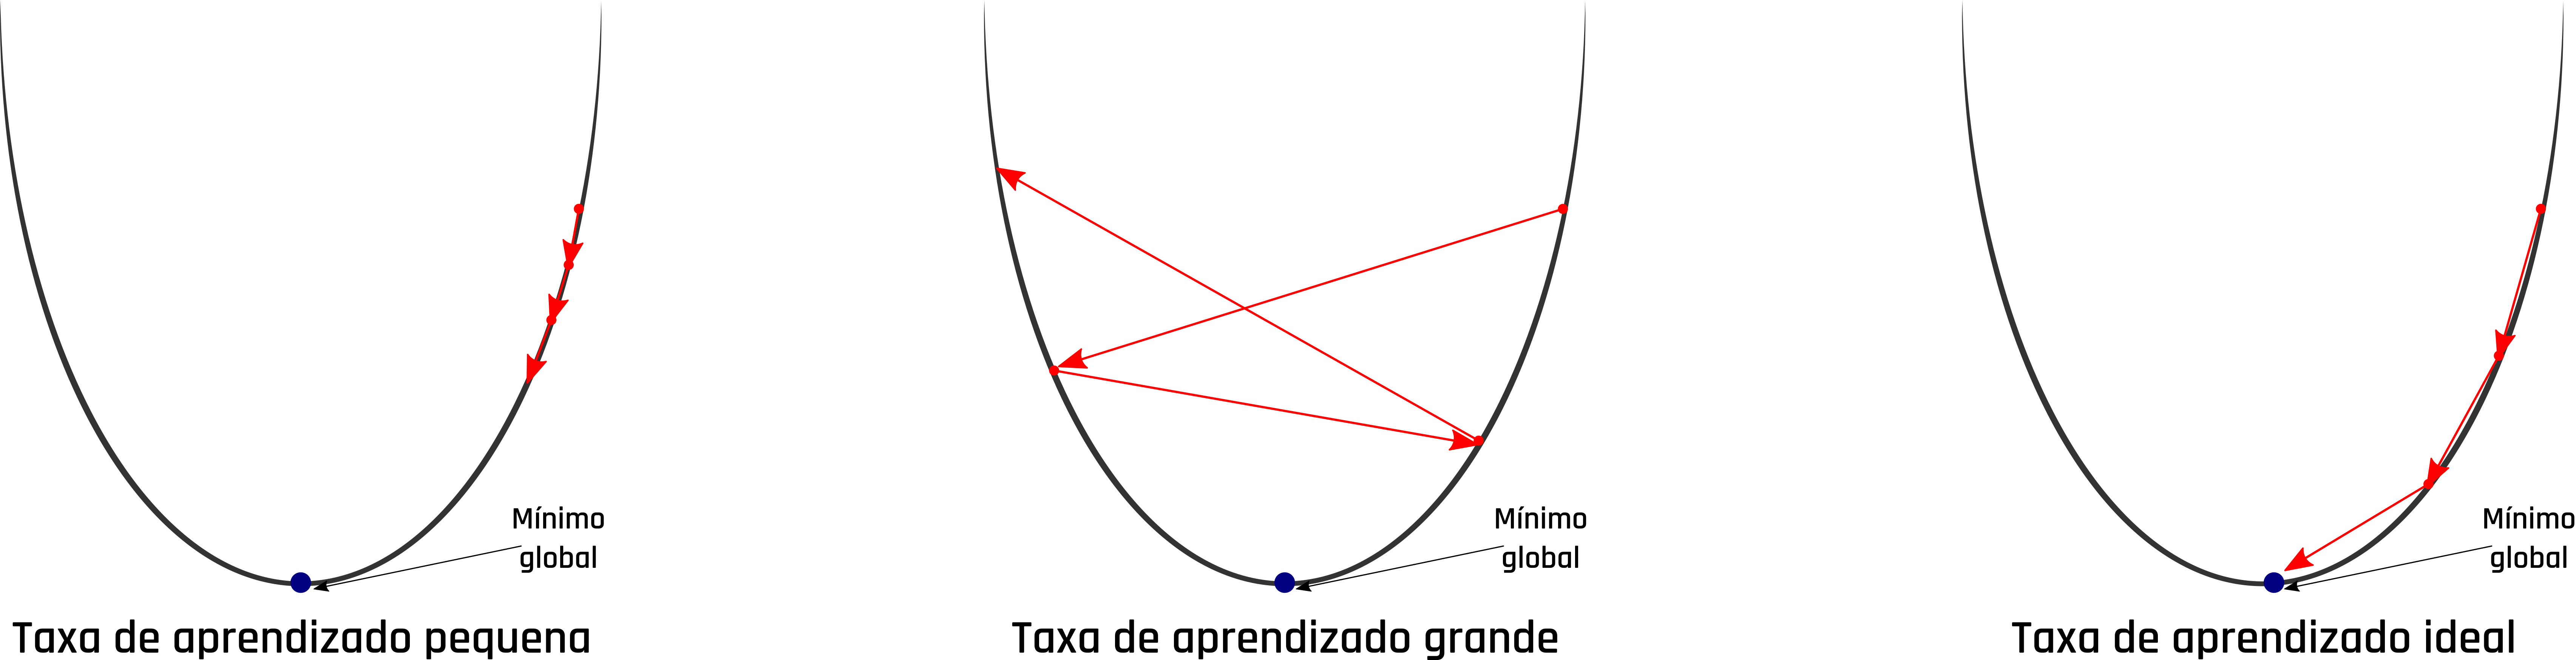 Mínimo
global
Taxa de aprendizado pequena
Mínimo
global
Taxa de aprendizado grande
Mínimo
global
Taxa de aprendizado ideal